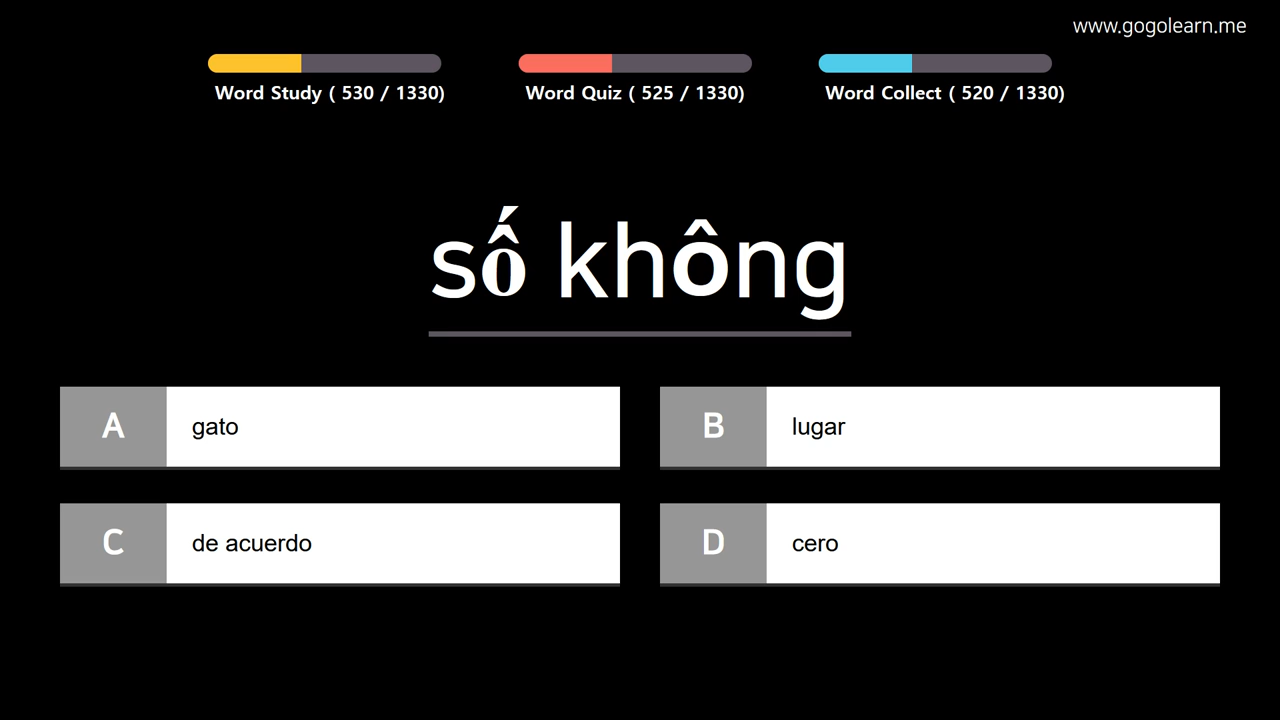 www.gogolearn.me
Word Study ( 530 / 1330)
Word Quiz ( 525 / 1330)
Word Collect ( 520 / 1330)
số không
A gato
B lugar
C de acuerdo
D cero